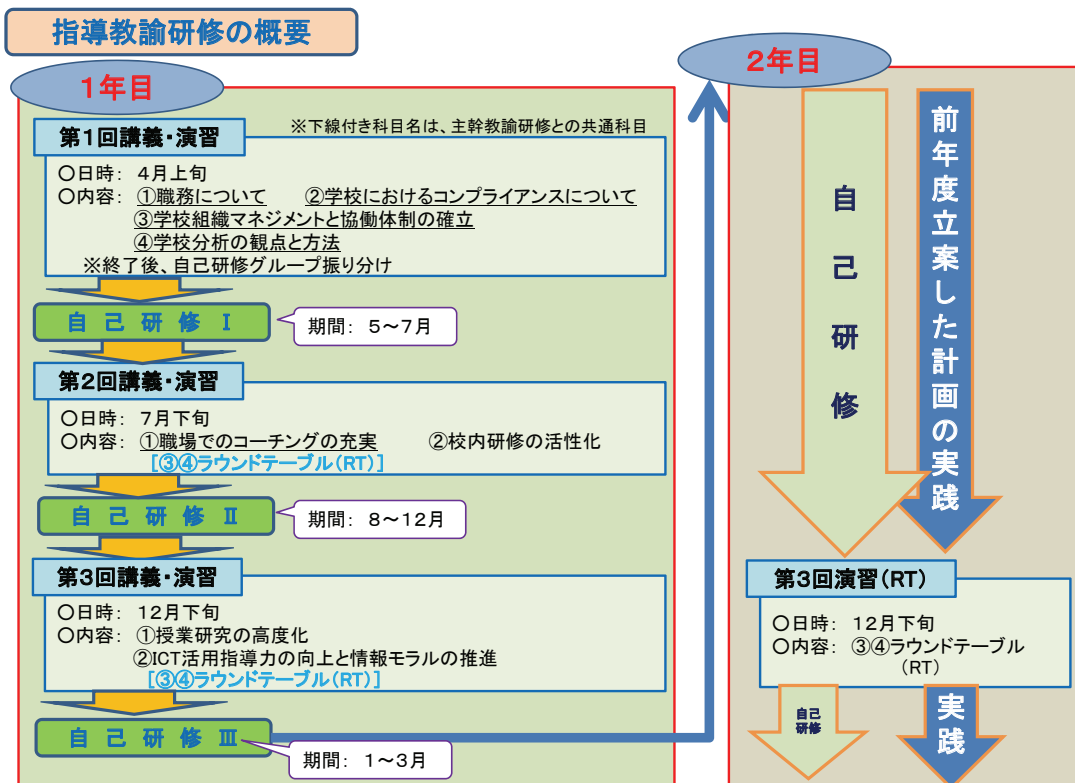 指導教諭研修の概要
1年目
※下線付き科目名は、主幹教諭研修との共通科目
第1回講義・演習
〇日時： 4月上旬
〇内容： ①職務について ②学校におけるコンプライアンスについて
③学校組織マネジメントと協働体制の確立
④学校分析の観点と方法
※終了後、自己研修グループ振り分け
自己研修Ⅰ
期間： 5～7月
第2回講義・演習
〇日時： 7月下旬
〇内容： ①職場でのコーチングの充実 ②校内研修の活性化
[③④ラウンドテーブル(RT)]
自己研修Ⅱ
期間： 8～12月
第3回講義・演習
〇日時： 12月下旬
〇内容： ①授業研究の高度化
②ICT活用指導力の向上と情報モラルの推進
[③④ラウンドテーブル(RT)]
自己研修Ⅲ
期間： 1～3月
2年目
自己研修
前年度立案した計画の実践
第3回演習(RT)
〇日時： 12月下旬
〇内容： ③④ラウンドテーブル
(RT)
自己
研修
実践